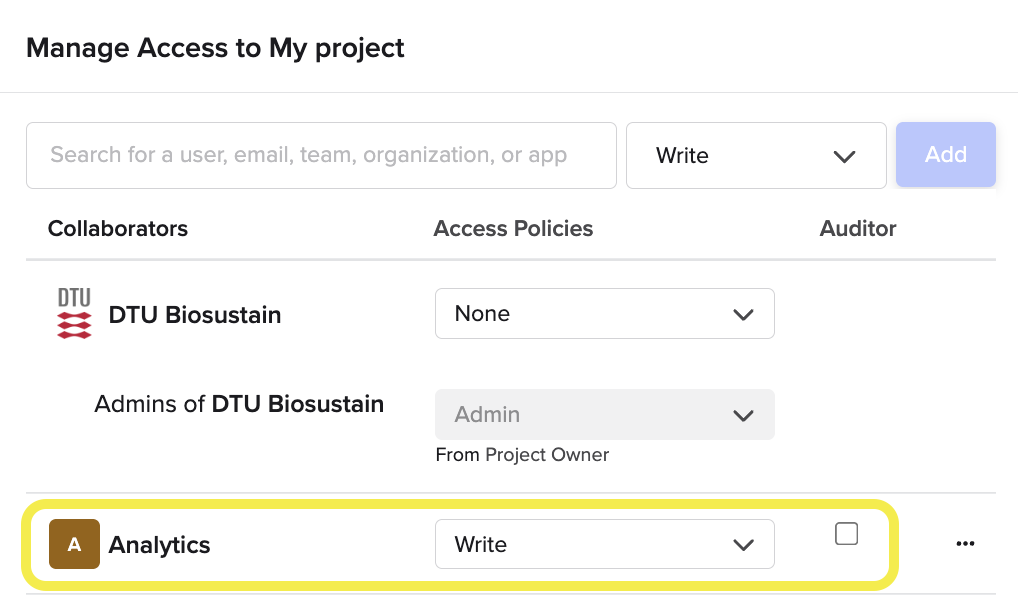 Manage Access to My project
Search for a user, email, team, organization, or app
Write
Add
Collaborators
Access Policies
Auditor
DTU
DTU Biosustain
None
Admins of DTU Biosustain
Admin
From Project Owner
A
Analytics
Write